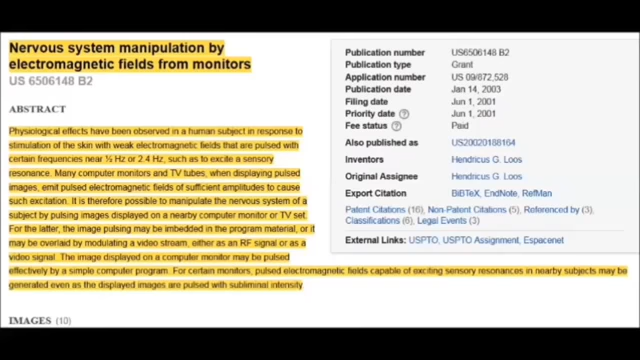 Nervous system manipulation by
electromagnetic fields from monitors
US 6506148 B2
ABSTRACT
Physiological effects have been observed in a human subject in response to
stimulation of the skin with weak electromagnetic fields that are pulsed with
certain frequencies near ½ Hz or 2.4 Hz, such as to excite a sensory
resonance. Many computer monitors and TV tubes, when displaying pulsed
images, emit pulsed electromagnetic fields of sufficient amplitudes to cause
such excitation. It is therefore possible to manipulate the nervous system of a
subject by pulsing images displayed on a nearby computer monitor or TV set.
For the latter, the image pulsing may be imbedded in the program material, or it
may be overlaid by modulating a video stream, either as an RF signal or as a
video signal. The image displayed on a computer monitor may be pulsed
effectively by a simple computer program. For certain monitors, pulsed electromagnetic fields capable of exciting sensory resonances in nearby subjects may be
generated even as the displayed images are pulsed with subliminal intensity
IMAGES (10)
Publication number US6506148 B2
Publication type Grant
Application number US 09/872,528
Publication date Jan 14, 2003
Filing date Jun 1, 2001
Priority date ? Jun 1, 2001
Fee status ? Paid
Also published as US20020188164
Inventors Hendricus G. Loos
Original Assignee Hendricus G. Loos
Export Citation BiBTeX, EndNote, RefMan
Patent Citations (16), Non-Patent Citations (5), Referenced by (3),
Classifications (6), Legal Events (3)
External Links: USPTO, USPTO Assignment, Espacenet